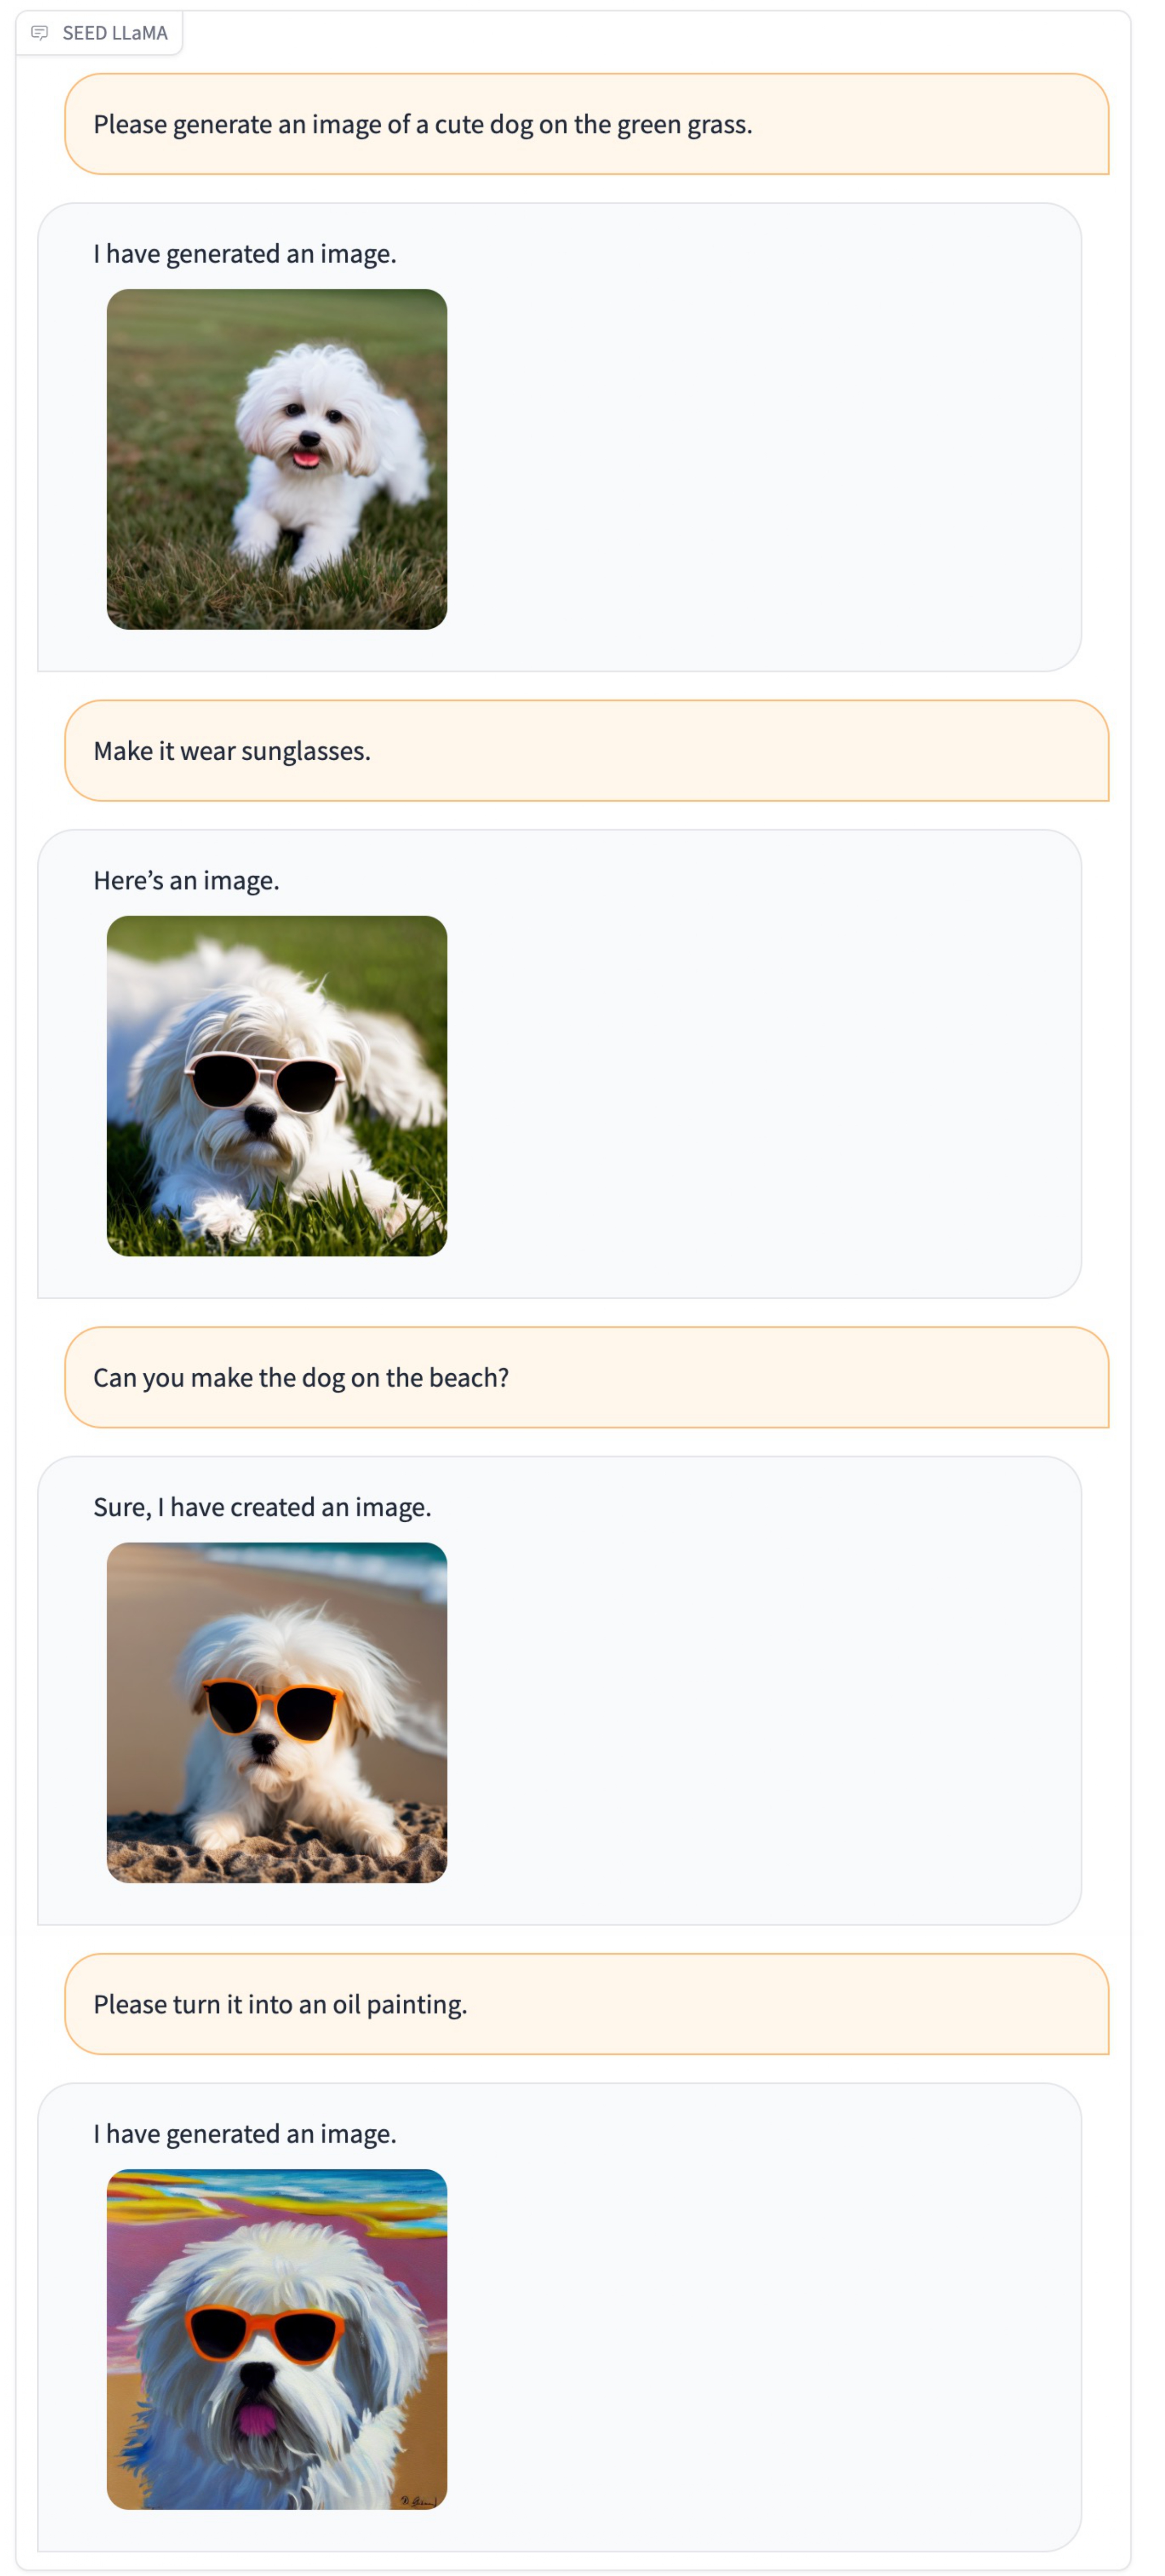 SEED LLaMA
Please generate an image of a cute dog on the green grass.
I have generated an image.
Make it wear sunglasses.
Here’s an image.
Can you make the dog on the beach?
Sure, I have created an image.
Please turn it into an oil painting.
I have generated an image.